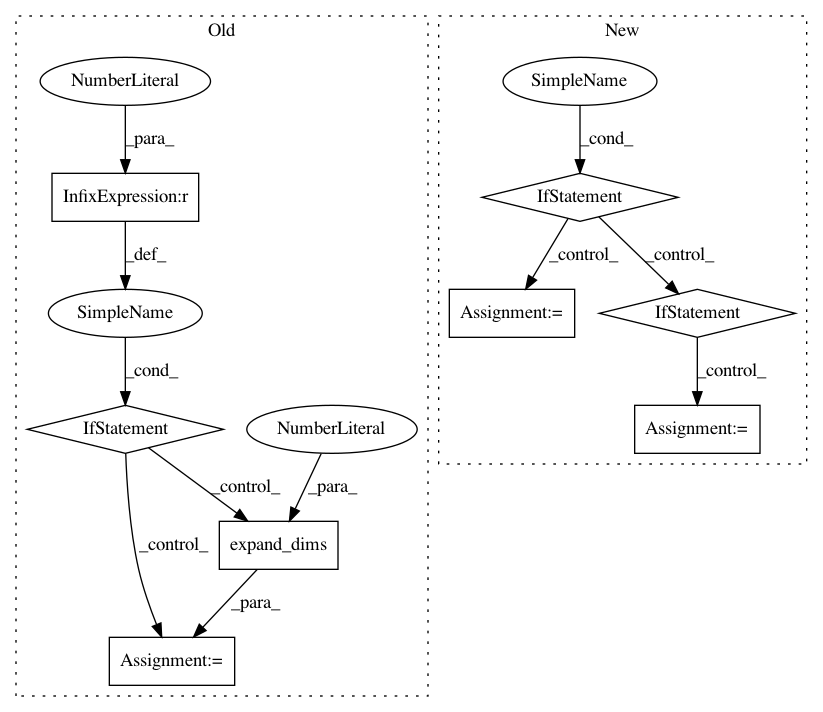 Old
New
NumberLiteral
SimpleName
_para_
_cond_
InfixExpression:r
IfStatement
_def_
_control_
_control_
SimpleName
Assignment:=
IfStatement
_cond_
_control_
IfStatement
NumberLiteral
Assignment:=
_control_
_para_
_control_
expand_dims
_para_
Assignment:=